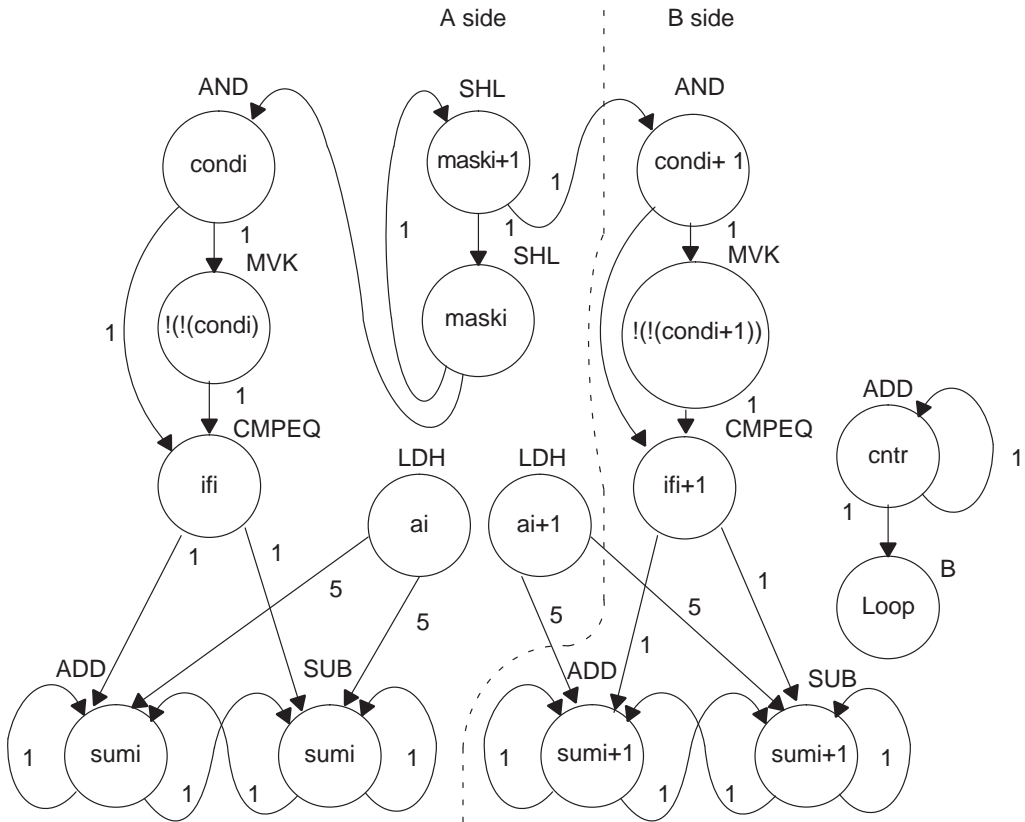 A side
B side
AND
SHL
AND
condi
maski+1
condi+ 1
1
1
1
1
1
MVK
SHL
MVK
!(!(condi)
maski
!(!(condi+1))
1
1
1
ADD
CMPEQ
CMPEQ
LDH
LDH
cntr
1
ifi
ai
ai+1
ifi+1
1
1
1
5
5
5
5
1
1
B
Loop
ADD
SUB
ADD
SUB
sumi
sumi
sumi+1
sumi+1
1
1
1
1
1
1
1
1